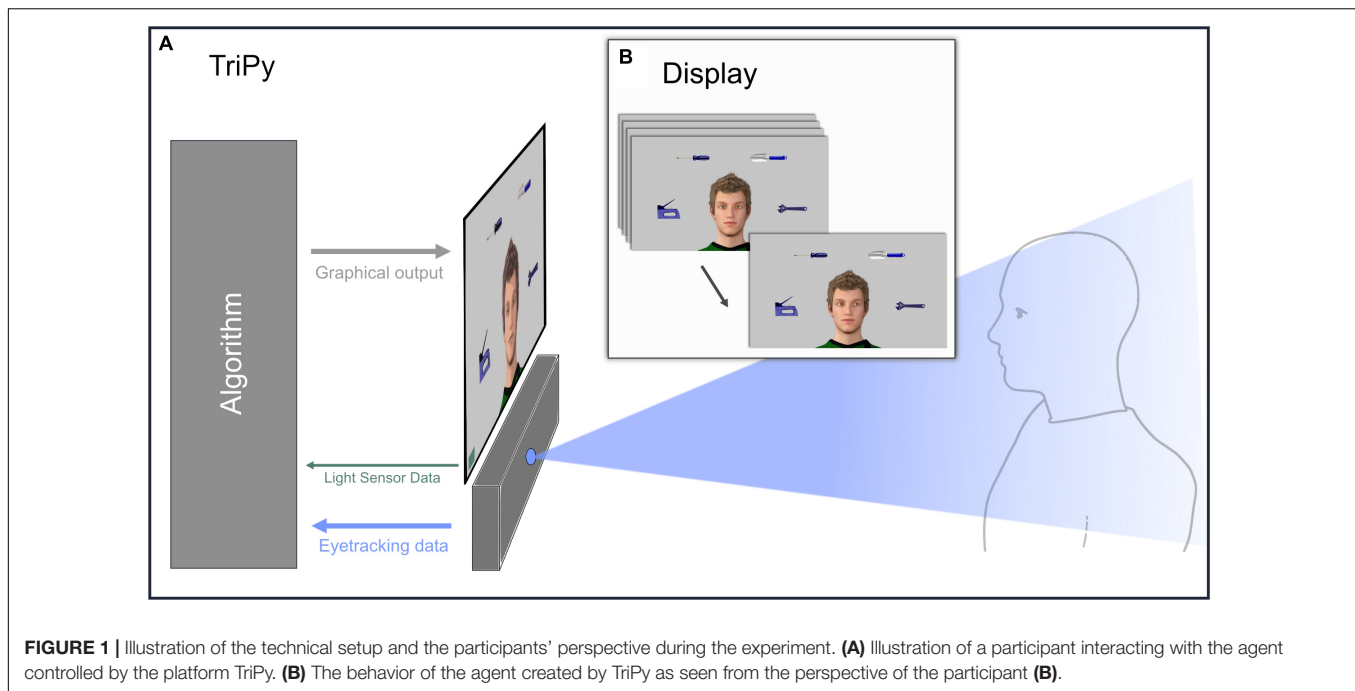 A
TriPy
B
Display
Graphical output
Algorithm
Light Sensor Data
Eyetracking data
FIGURE 1 | Illustration of the technical setup and the participants’ perspective during the experiment. (A) Illustration of a participant interacting with the agent
controlled by the platform TriPy. (B) The behavior of the agent created by TriPy as seen from the perspective of the participant (B).